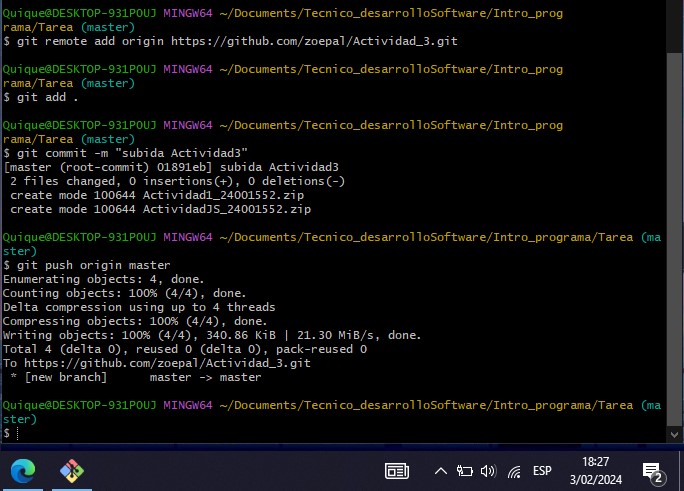 Quique@DESKTOP-931POUJ MINGW64 ~/Documents/Tecnico_desarrolloSoftware/Intro_prog
rama/Tarea (master)
$ git remote add origin https://github.com/zoepal/Actividad_3.git
Quique@DESKTOP-931POUJ MINGW64 ~/Documents/Tecnico_desarrolloSoftware/Intro_prog
rama/Tarea (master)
$ git add .
Quique@DESKTOP-931POUJ MINGW64 ~/Documents/Tecnico_desarrolloSoftware/Intro_prog
rama/Tarea (master)
$ git commit -m "subida Actividad3"
[master (root-commit) 01891eb] subida Actividad3
 2 files changed, 0 insertions(+), 0 deletions(-)
 create mode 100644 Actividad1_24001552.zip
 create mode 100644 ActividadJS_24001552.zip
Quique@DESKTOP-931POUJ MINGW64 ~/Documents/Tecnico_desarrolloSoftware/Intro_programa/Tarea (ma
ster)
$ git push origin master
Enumerating objects: 4, done.
Counting objects: 100% (4/4), done.
Delta compression using up to 4 threads
Compressing objects: 100% (4/4), done.
Writing objects: 100% (4/4), 340.86 KiB | 21.30 MiB/s, done.
Total 4 (delta 0), reused 0 (delta 0), pack-reused 0
To https://github.com/zoepal/Actividad_3.git
 * [new branch]      master -> master
Quique@DESKTOP-931POUJ MINGW64 ~/Documents/Tecnico_desarrolloSoftware/Intro_programa/Tarea (ma
ster)
$
ESP
18:27
3/02/2024
2